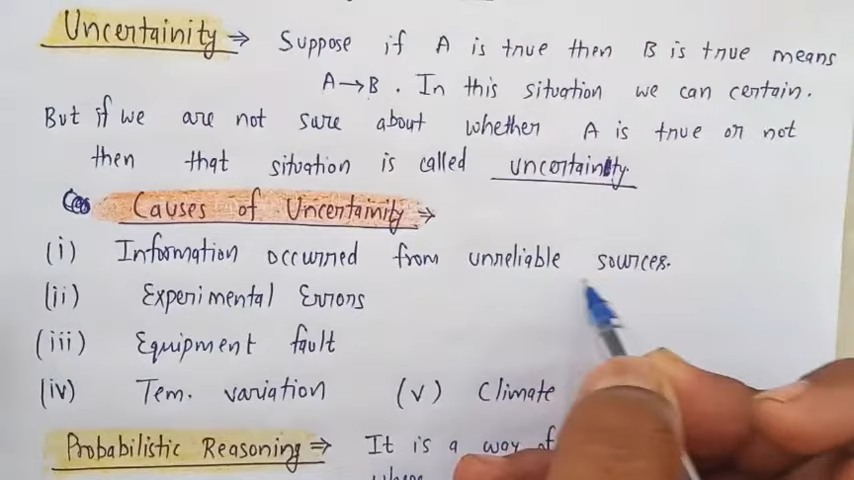 Uncertainity → Suppose if A is true then B is true means
A→B. In this situation we can certain.
But if we are not sure about whether A is true or not
then that situation is called uncertainity.
Causes of Uncertainity →
(i) Information occurred from unreliable sources.
(ii) Experimental Errors
(iii) Equipment fault
(iv) Tem. variation (v) Climate
Probabilistic Reasoning ⇒ It is a way of